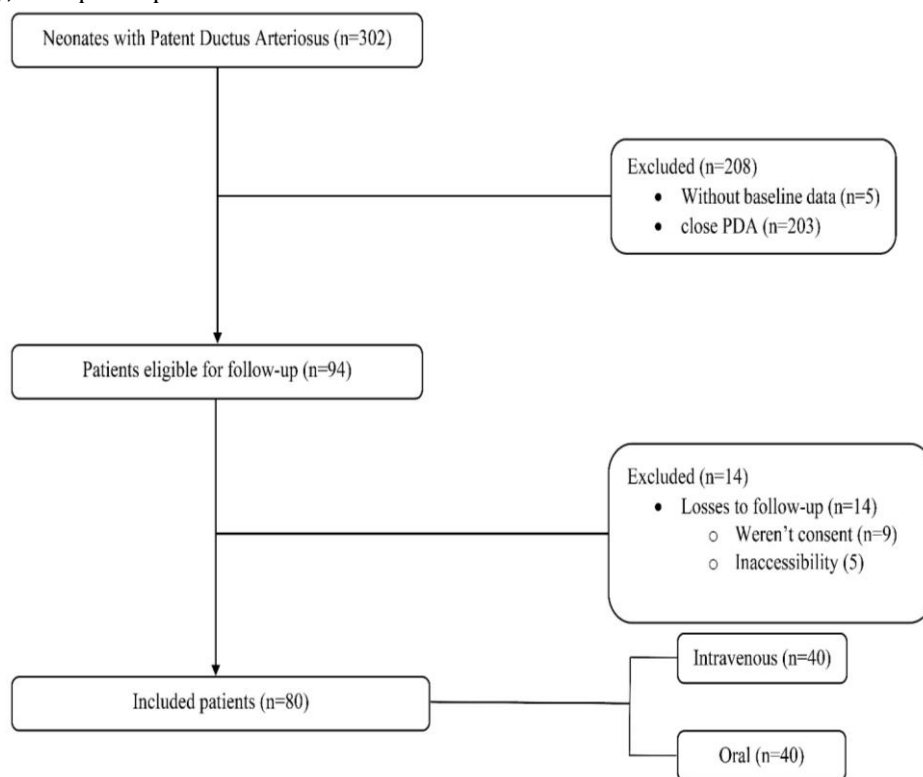 Neonates with Patent Ductus Arteriosus (n=302)
Excluded (n=208)
• Without baseline data (n=5)
• close PDA (n=203)
Patients eligible for follow-up (n=94)
Excluded (n=14)
• Losses to follow-up (n=14)
o Weren’t consent (n=9)
o Inaccessibility (5)
Intravenous (n=40)
Included patients (n=80)
Oral (n=40)